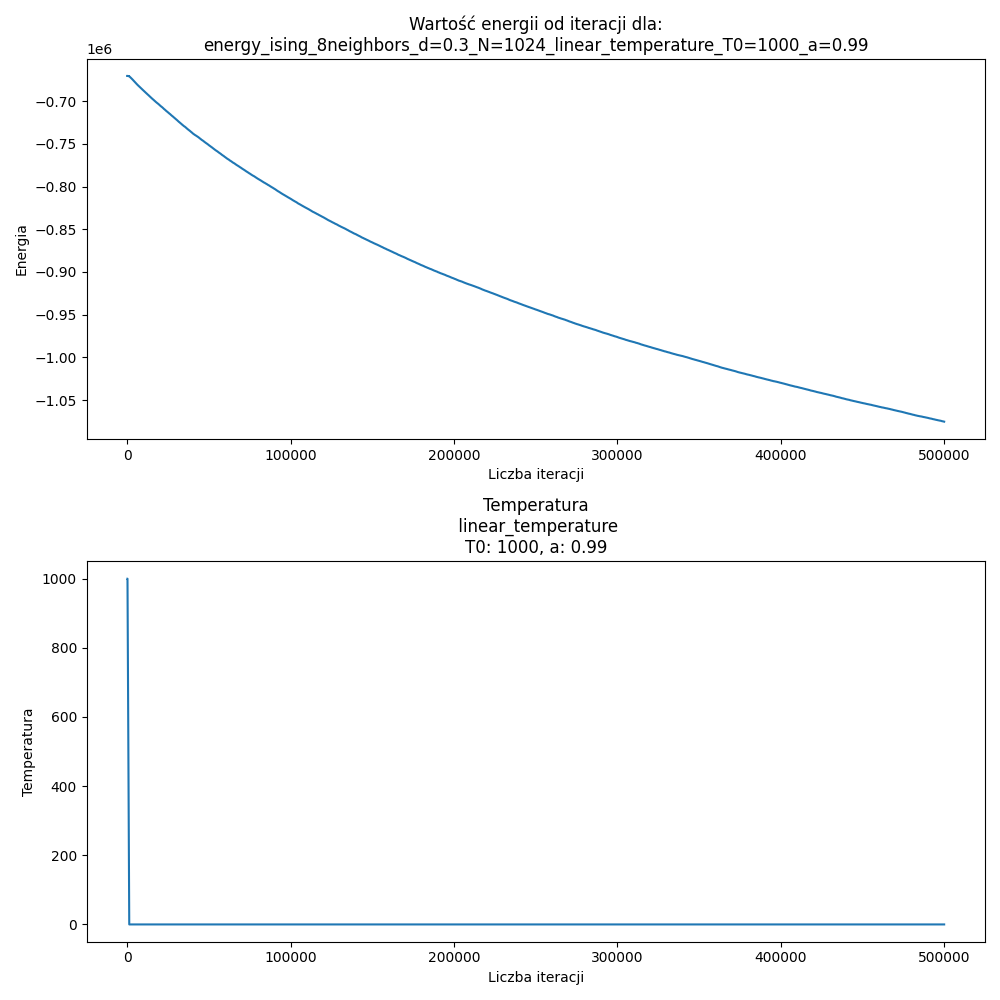 Wartość energii od iteracji dla:
energy_ising_8neighbors_d=0.3_N=1024_linear_temperature_T0=1000_a=0.99
1e6
−0.70
−0.75
−0.80
−0.85
−0.90
−0.95
−1.00
−1.05
Energia
0 100000 200000 300000 400000 500000
Liczba iteracji
Temperatura
linear_temperature
T0: 1000, a: 0.99
1000
800
600
400
200
0
Temperatura
0 100000 200000 300000 400000 500000
Liczba iteracji